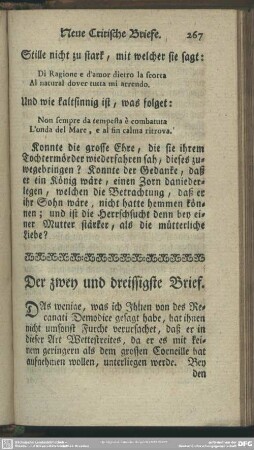 Neue Critische Briefe. 267
Stille nicht zu stark, mit welcher sie sagt:
Di Ragione e d'amor dietro la scorta
Al natural dover tutta mi arrendo.
Und wie kaltsinnig ist, was folget:
Non sempre da tempesta è combattuta
L'onda del Mare, e al fin calma ritrova.
Konnte die grosse Ehre, die sie ihrem
Tochtermörder wiederfahren sah, dieses zu-
wegebringen? Konnte der Gedanke, daß
er ein König wäre, einen Zorn danieder-
legen, welchen die Betrachtung, daß er
ihr Sohn wäre, nicht hatte hemmen kön-
nen; und ist die Herrschsucht denn bey einer
Mutter stärker, als die mütterliche
Liebe?
Der zwey und dreissigste Brief.
DAs wenige, was ich Ihnen von des Re-
canati Demodice gesagt habe, hat ihnen
nicht umsonst Furcht verursachet, daß er in
dieser Art Wettestreites, da er es mit kei-
nem geringern als dem grossen Corneille hat
aufnehmen wollen, unterliegen werde. Bey
den